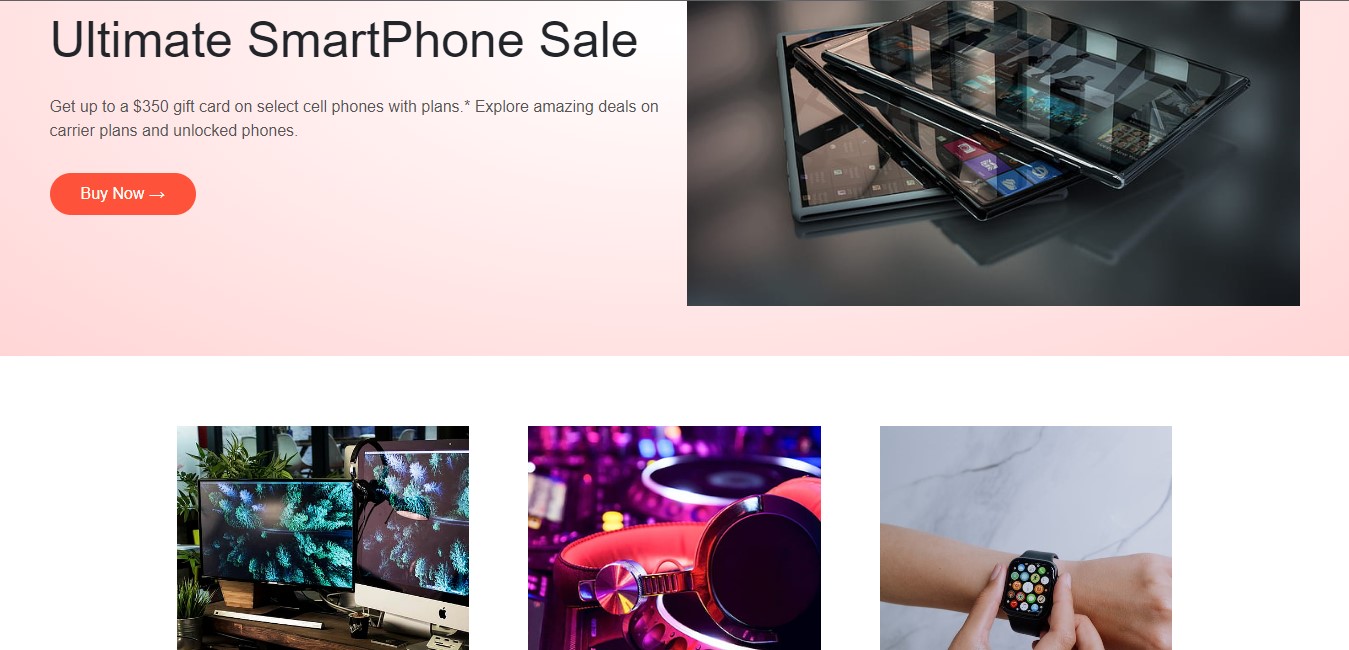 Ultimate SmartPhone Sale
Get up to a $350 gift card on select cell phones with plans.* Explore amazing deals on
carrier plans and unlocked phones.
Buy Now →